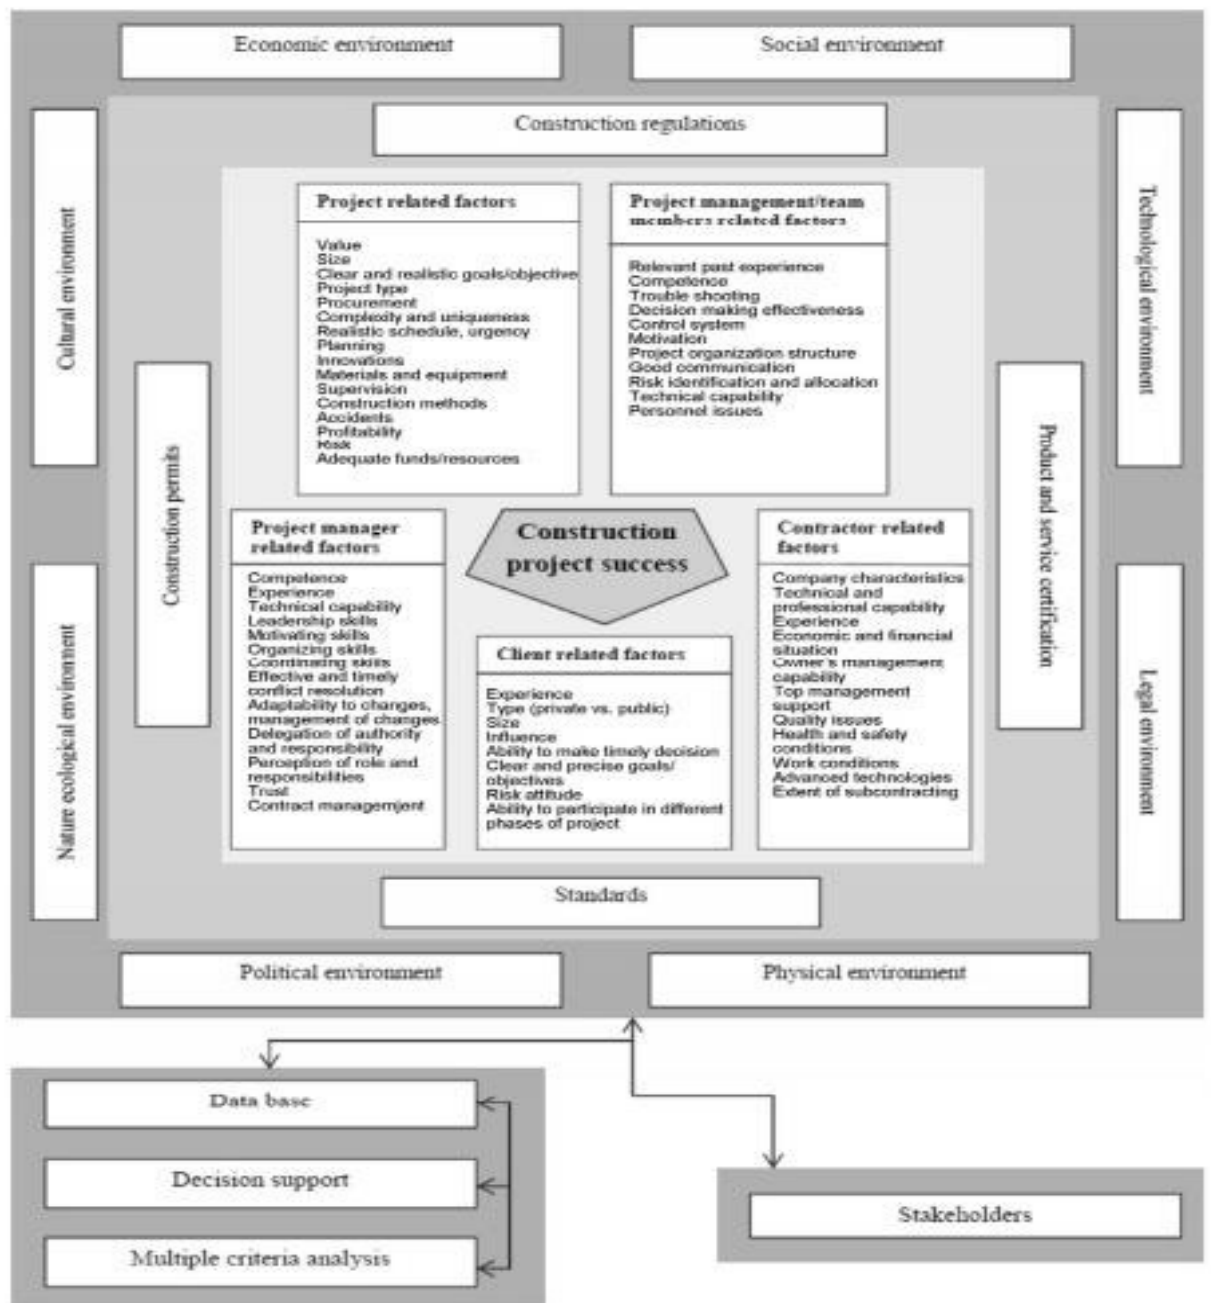 Economic environment
Social environment
Cultural environment
Technological environment
Construction regulations
Project related factors
Value
Size
Clear and realistic goals/objective
Project type
Procurement
Complexity and uniqueness
Realistic schedule, urgency
Planning
Innovations
Materials and equipment
Supervision
Construction methods
Accidents
Profitability
Risk
Adequate funds/resources
Project management/team
members related factors
Relevant past experience
Competence
Trouble shooting
Decision making effectiveness
Control system
Motivation
Project organization structure
Good communication
Risk identification and allocation
Technical capability
Personnel issues
Construction permits
Product and service certification
Project manager
related factors
Competence
Experience
Technical capability
Leadership skills
Motivating skills
Organizing skills
Coordinating skills
Effective and timely
conflict resolution
Adaptability to changes,
management of changes
Delegation of authority
and responsibility
Perception of role and
responsibilities
Trust
Contract managemjent
Construction
project success
Client related factors
Experience
Type (private vs. public)
Size
Influence
Ability to make timely decision
Clear and precise goals/
objectives
Risk attitude
Ability to participate in different
phases of project
Contractor related
factors
Company characteristics
Technical and
professional capability
Experience
Economic and financial
situation
Owner's management
capability
Top management
support
Quality issues
Health and safety
conditions
Work conditions
Advanced technologies
Extent of subcontracting
Nature ecological environment
Legal environment
Standards
Political environment
Physical environment
Data base
Decision support
Multiple criteria analysis
Stakeholders